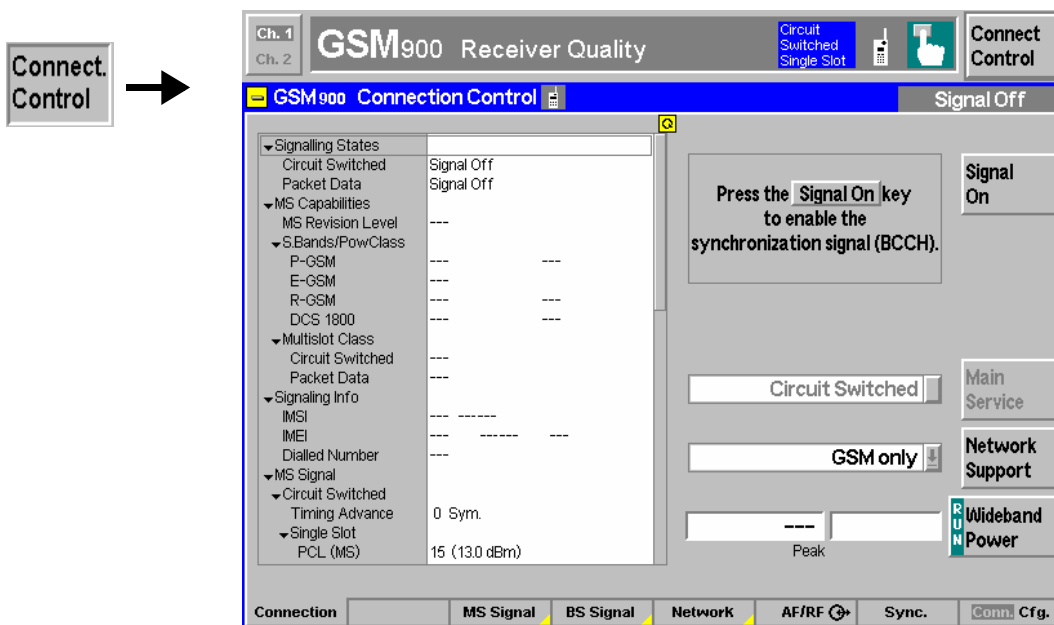 Connect.
Control
Ch. 1
Ch. 2
GSM900 Receiver Quality
Circuit
Switched
Single Slot
Connect
Control
GSM 900 Connection Control
Signal Off
Signalling States
Circuit Switched Signal Off
Packet Data Signal Off
MS Capabilities
MS Revision Level ---
S.Bands/PowClass
P-GSM --- ---
E-GSM --- ---
R-GSM --- ---
DCS 1800 --- ---
Multislot Class
Circuit Switched ---
Packet Data ---
Signaling Info
IMSI --- ------
IMEI --- ------ ---
Dialled Number ---
MS Signal
Circuit Switched
Timing Advance 0 Sym.
Single Slot
PCL (MS) 15 (13.0 dBm)
Press the Signal On key
to enable the
synchronization signal (BCCH).
Signal
On
Circuit Switched
Main
Service
GSM only
Network
Support
---
Peak
RUN
Wideband
Power
Connection MS Signal BS Signal Network AF/RF Sync. Conn. Cfg.